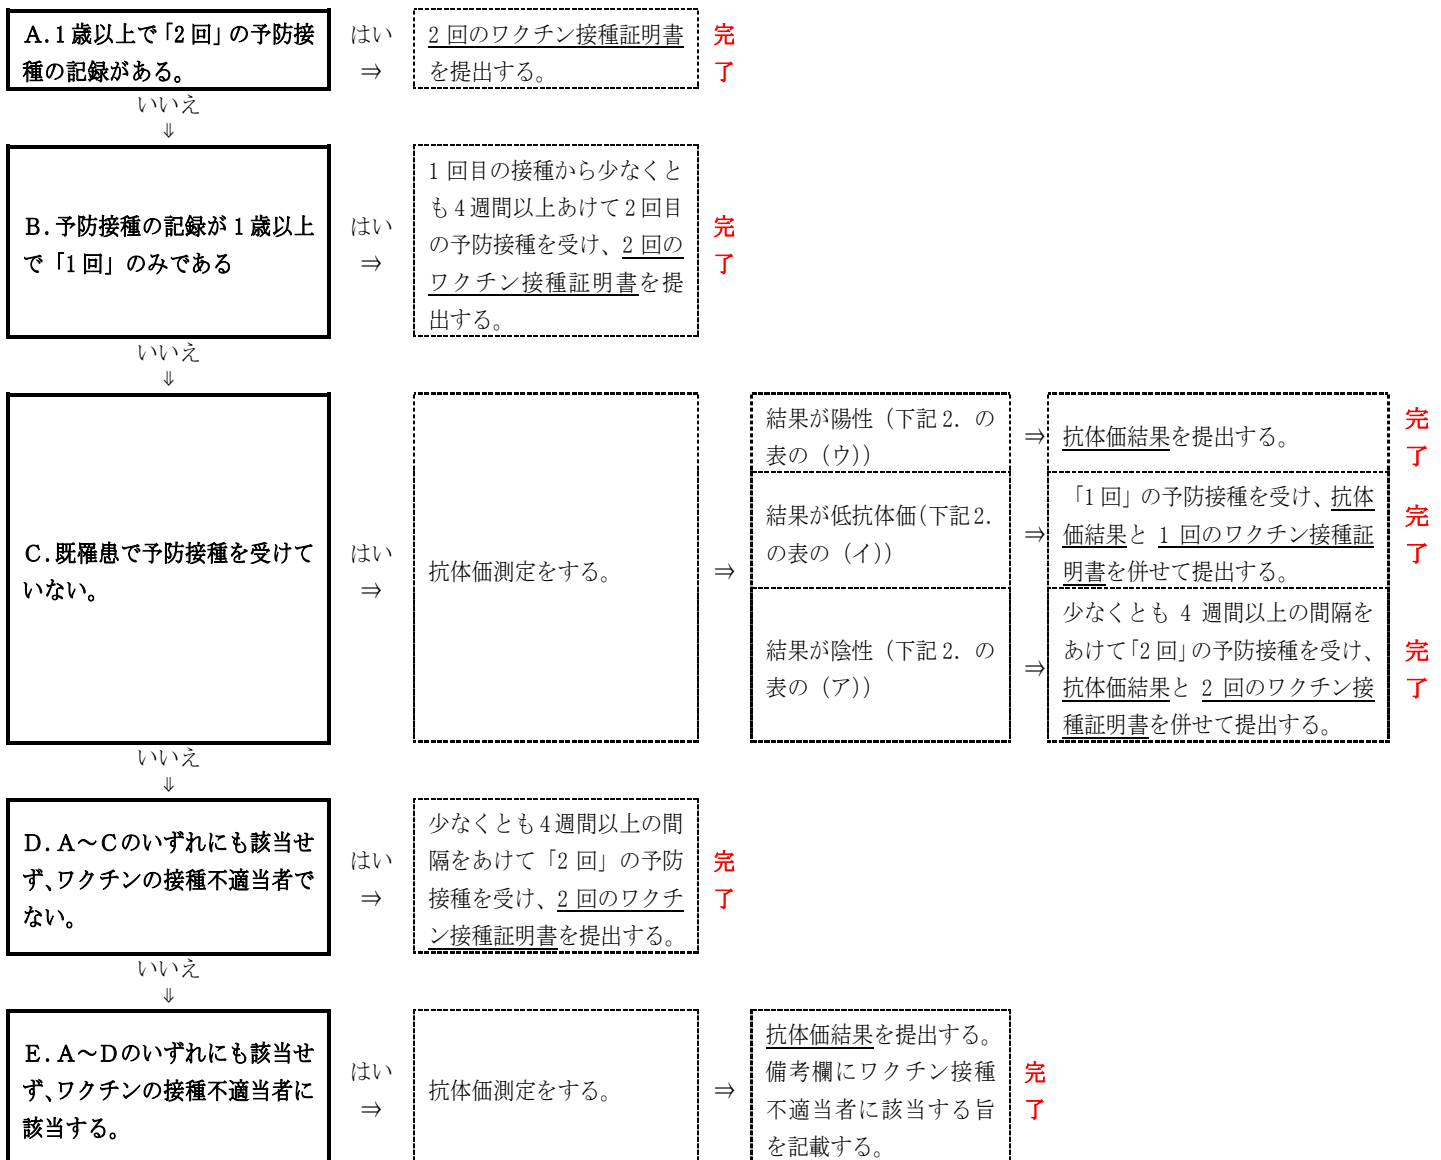 A.1歳以上で「2回」の予防接
種の記録がある。
はい
⇒
2回のワクチン接種証明書
を提出する。
完
了
いいえ
⇓
B.予防接種の記録が1歳以上
で「1回」のみである
はい
⇒
1回目の接種から少なくと
も4週間以上あけて2回目
の予防接種を受け、2回の
ワクチン接種証明書を提
出する。
完
了
いいえ
⇓
C.既罹患で予防接種を受けて
いない。
はい
⇒
抗体価測定をする。
⇒
結果が陽性（下記2．の
表の（ウ））
⇒
抗体価結果を提出する。
完
了
結果が低抗体価（下記2．
の表の（イ））
⇒
「1回」の予防接種を受け、抗体
価結果と 1 回のワクチン接種証
明書を併せて提出する。
完
了
結果が陰性（下記2．の
表の（ア））
⇒
少なくとも 4 週間以上の間隔を
あけて「2回」の予防接種を受け、
抗体価結果と 2 回のワクチン接
種証明書を併せて提出する。
完
了
いいえ
⇓
D.A～Cのいずれにも該当せ
ず、ワクチンの接種不適当者で
ない。
はい
⇒
少なくとも4週間以上の間
隔をあけて「2回」の予防
接種を受け、2回のワクチ
ン接種証明書を提出する。
完
了
いいえ
⇓
E.A～Dのいずれにも該当せ
ず、ワクチンの接種不適当者に
該当する。
はい
⇒
抗体価測定をする。
⇒
抗体価結果を提出する。
備考欄にワクチン接種
不適当者に該当する旨
を記載する。
完
了